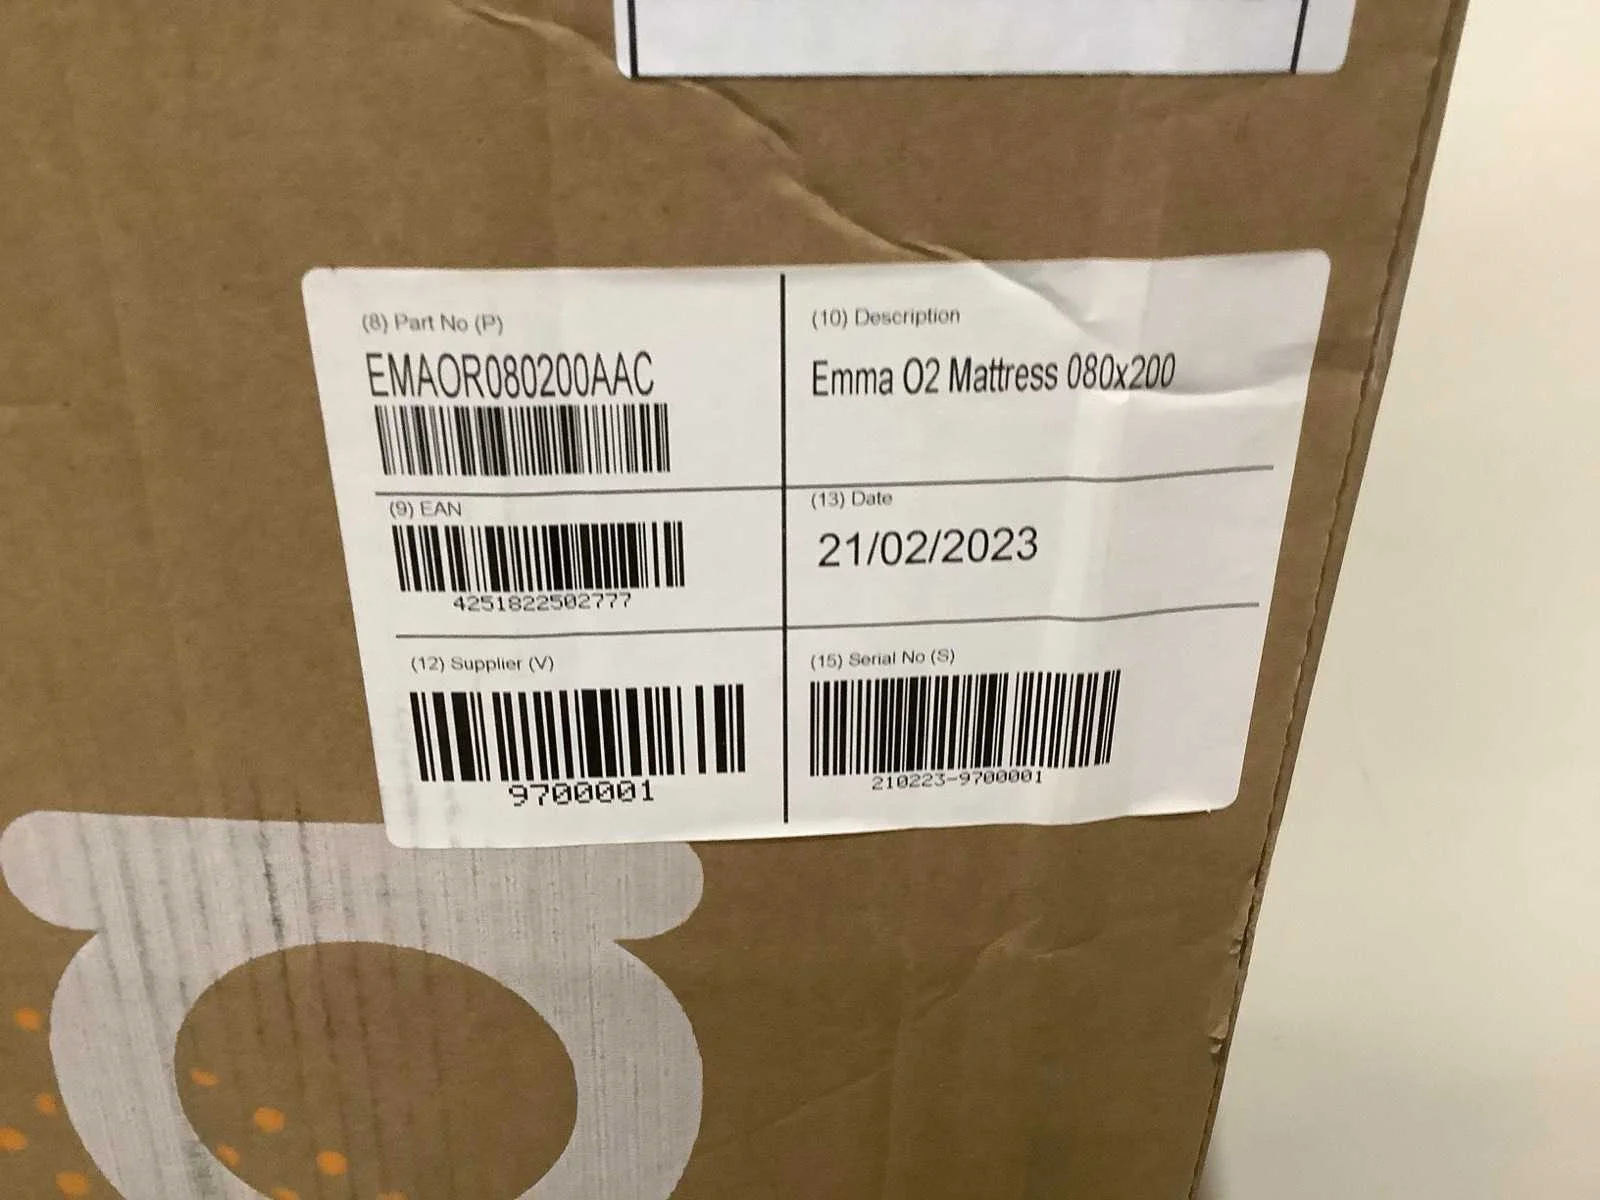 (8) Part No (P)
EMAOR080200AAC
(10) Description
Emma O2 Mattress 080x200
(9) EAN
4251822502777
(13) Date
21/02/2023
(12) Supplier (V)
9700001
(15) Serial No (S)
210223-9700001